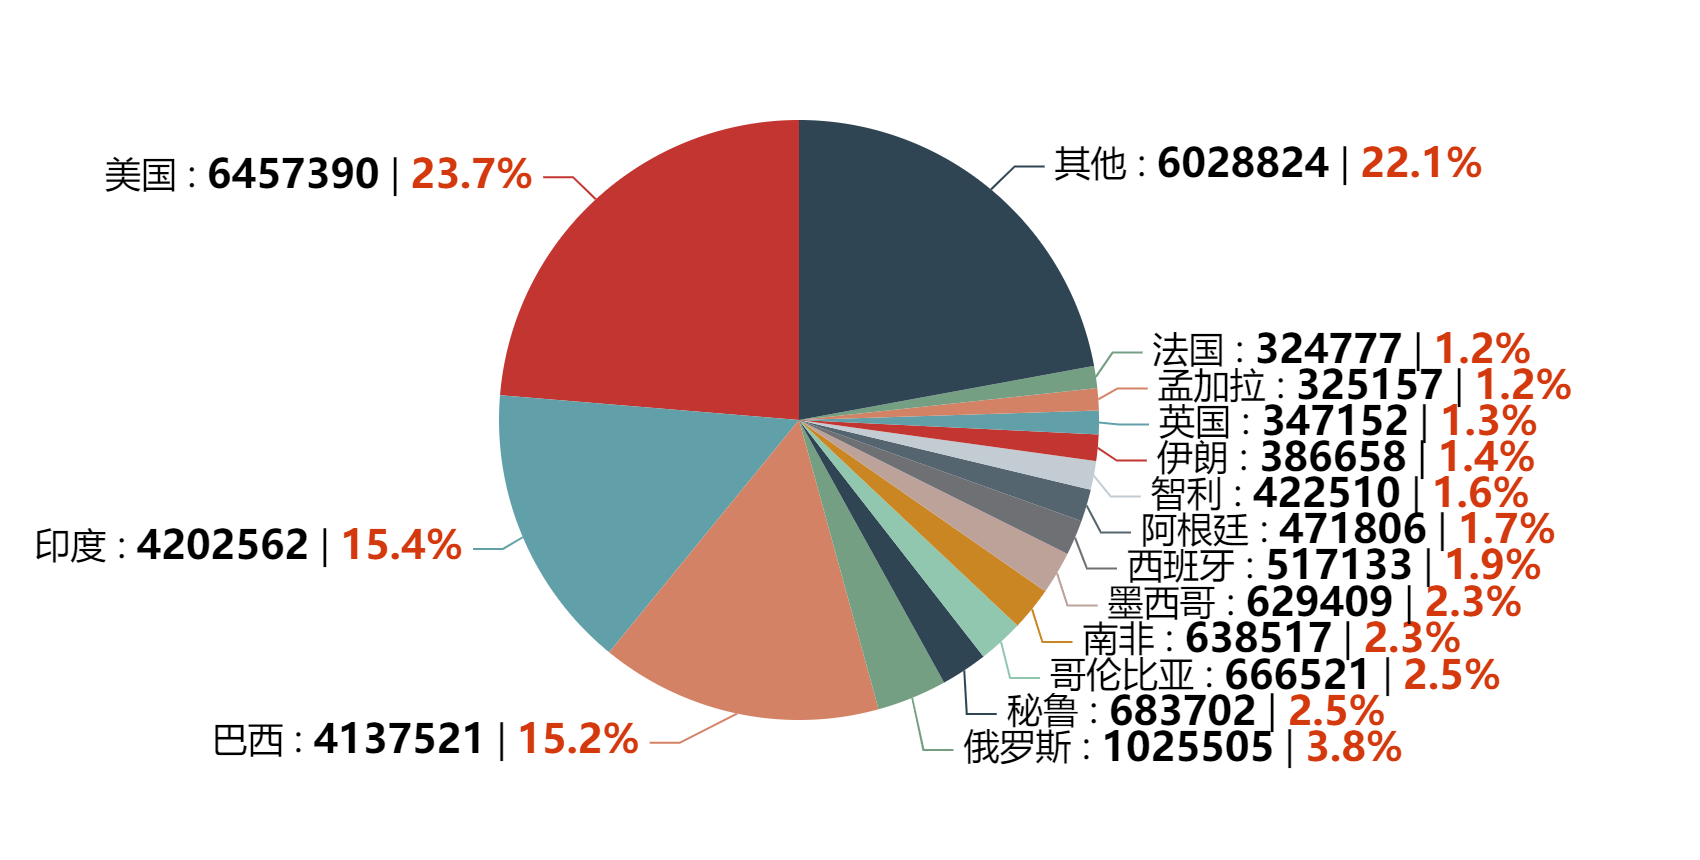 其他 : 6028824 | 22.1%
美国 : 6457390 | 23.7%
法国 : 324777 | 1.2%
孟加拉 : 325157 | 1.2%
英国 : 347152 | 1.3%
伊朗 : 386658 | 1.4%
智利 : 422510 | 1.6%
阿根廷 : 471806 | 1.7%
印度 : 4202562 | 15.4%
西班牙 : 517133 | 1.9%
墨西哥 : 629409 | 2.3%
南非 : 638517 | 2.3%
哥伦比亚 : 666521 | 2.5%
秘鲁 : 683702 | 2.5%
巴西 : 4137521 | 15.2%
俄罗斯 : 1025505 | 3.8%